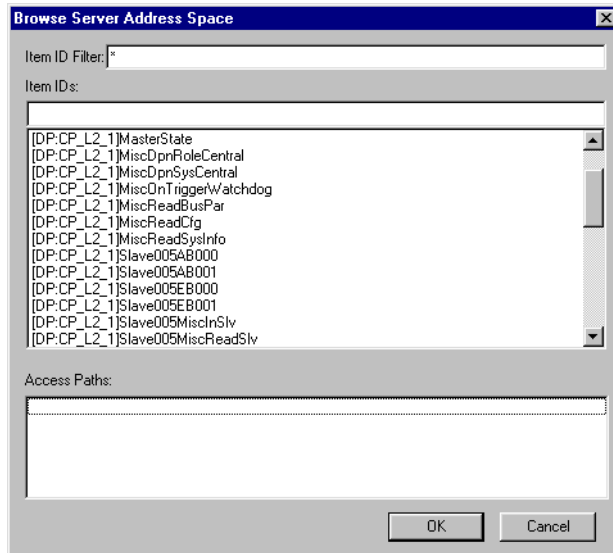 Browse Server Address Space
Item ID Filter: *
Item IDs:
[DP:CP_L2_1]MasterState
[DP:CP_L2_1]MiscDpnRoleCentral
[DP:CP_L2_1]MiscDpnSysCentral
[DP:CP_L2_1]MiscOnTriggerWatchdog
[DP:CP_L2_1]MiscReadBusPar
[DP:CP_L2_1]MiscReadCfg
[DP:CP_L2_1]MiscReadSysInfo
[DP:CP_L2_1]Slave005AB000
[DP:CP_L2_1]Slave005AB001
[DP:CP_L2_1]Slave005EB000
[DP:CP_L2_1]Slave005EB001
[DP:CP_L2_1]Slave005MiscInSlv
[DP:CP_L2_1]Slave005MiscReadSlv
Access Paths:
OK Cancel